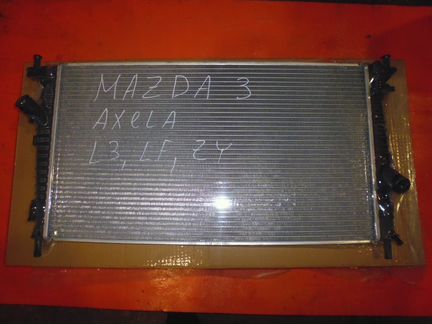 MAZDA 3
AXELA
L3, LF, ZY